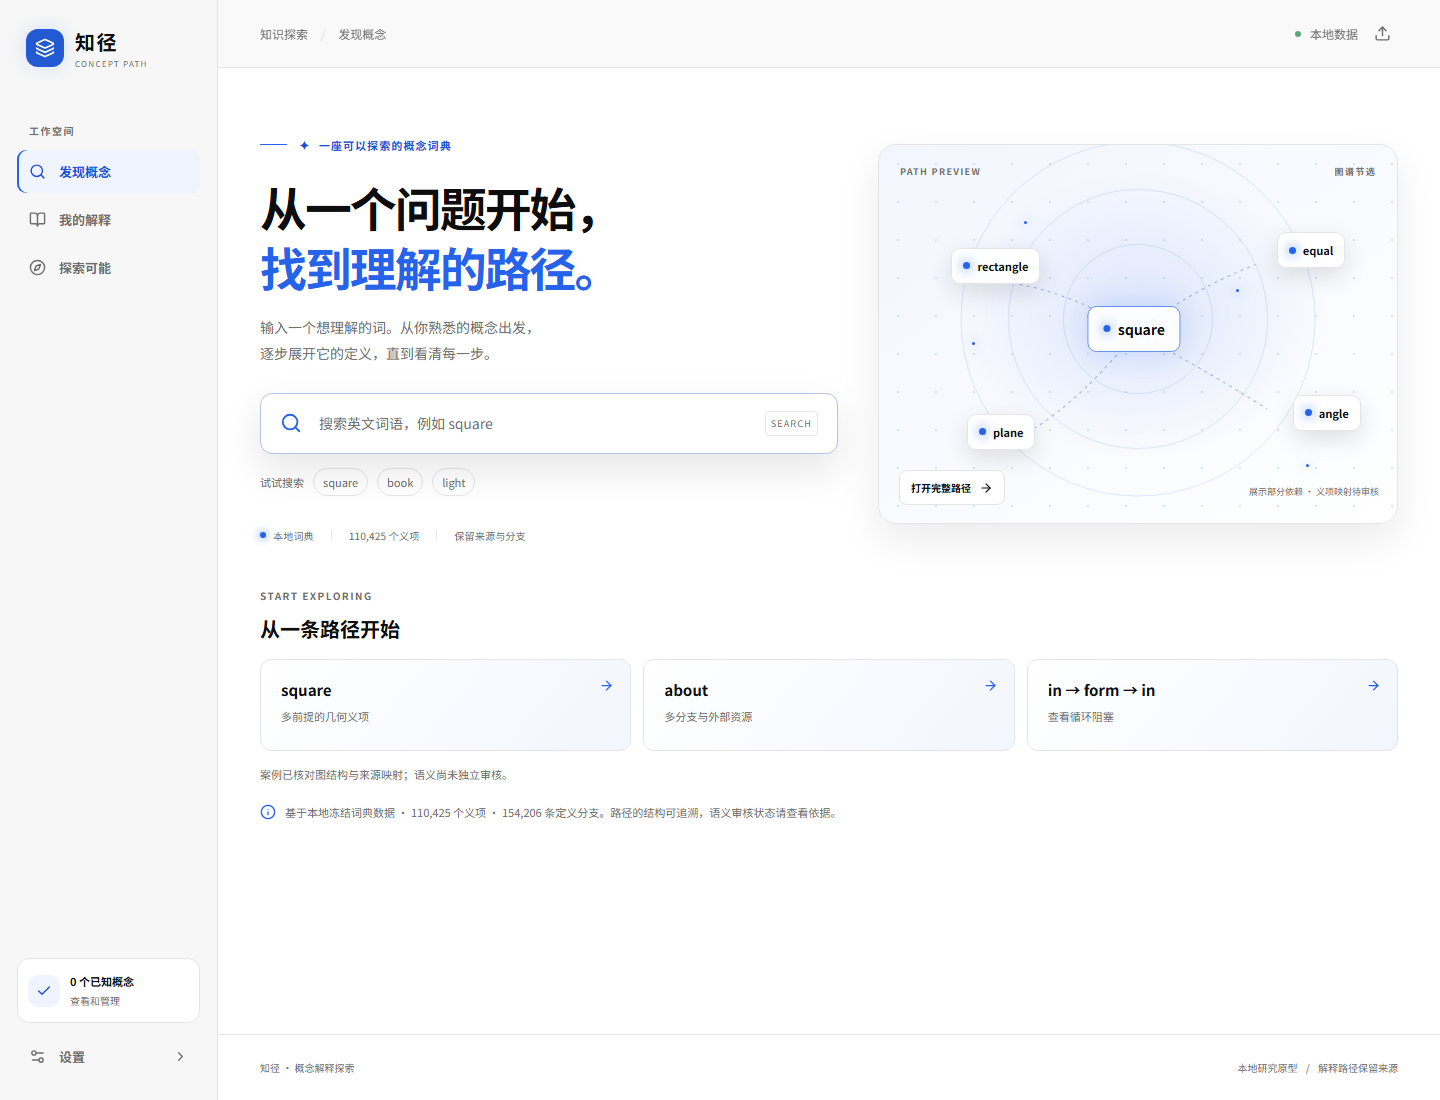 知径
CONCEPT PATH
工作空间
发现概念
我的解释
探索可能
0 个已知概念
查看和管理
设置
知识探索 / 发现概念
本地数据
一座可以探索的概念词典
从一个问题开始，
找到理解的路径。
输入一个想理解的词。从你熟悉的概念出发，
逐步展开它的定义，直到看清每一步。
搜索英文词语，例如 square
SEARCH
试试搜索 square book light
本地词典 110,425 个义项 保留来源与分支
PATH PREVIEW
图谱节选
rectangle
equal
square
plane
angle
打开完整路径
展示部分依赖 · 义项映射待审核
START EXPLORING
从一条路径开始
square
多前提的几何义项
about
多分支与外部资源
in → form → in
查看循环阻塞
案例已核对图结构与来源映射；语义尚未独立审核。
基于本地冻结词典数据 · 110,425 个义项 · 154,206 条定义分支。路径的结构可追溯，语义审核状态请查看依据。
知径 · 概念解释探索
本地研究原型 / 解释路径保留来源